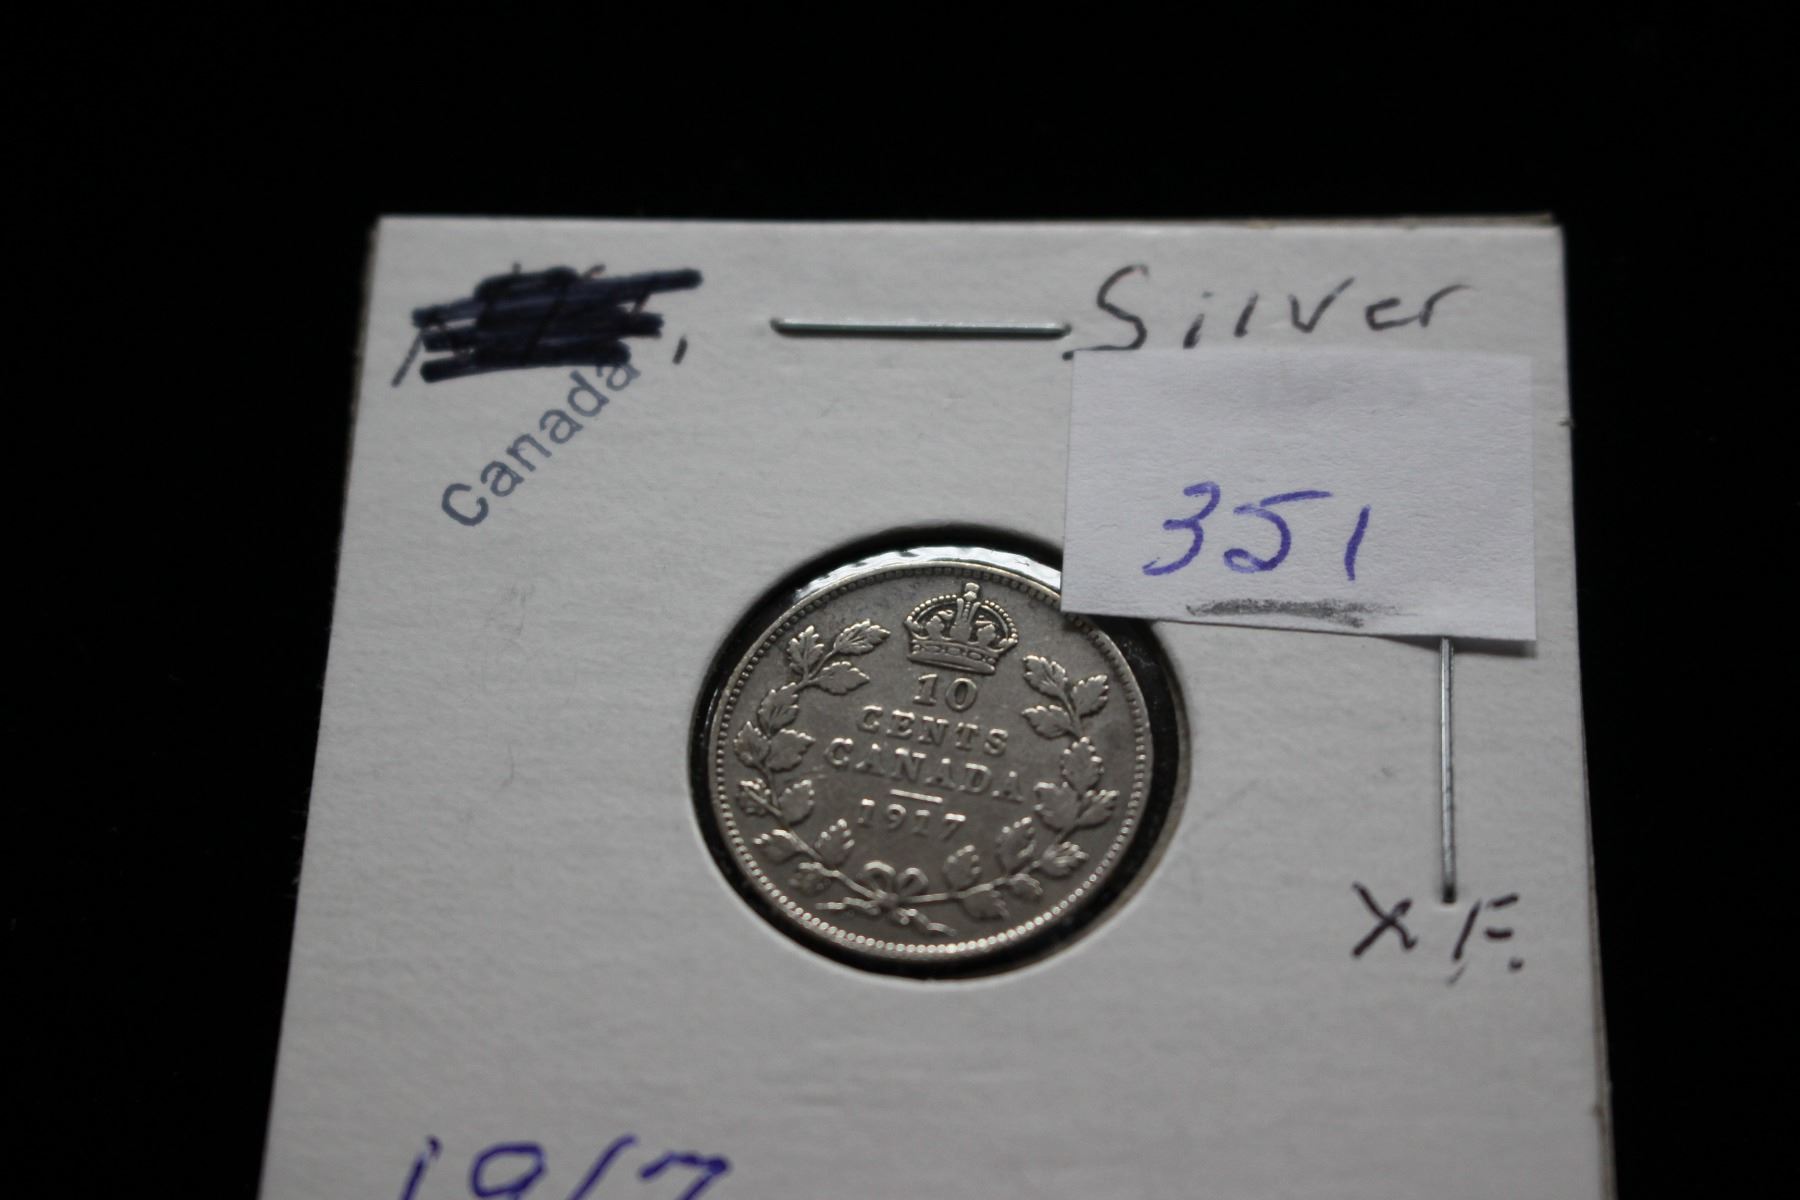 Silver
Canada
351
10
CENTS
CANADA
1917
XF.
1917